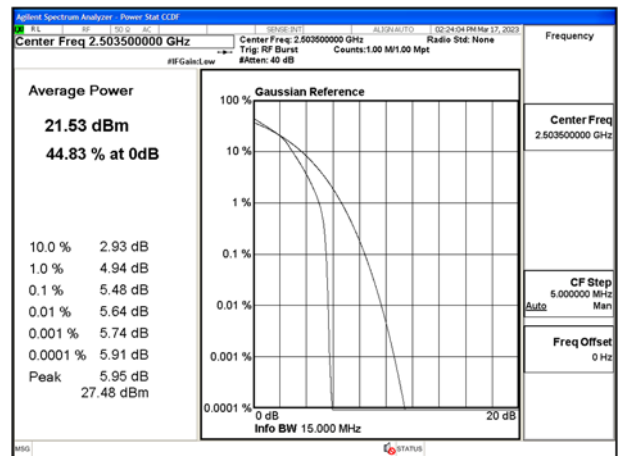 Agilent Spectrum Analyzer - Power Stat CCDF
RL RF 50 Ω AC SENSE:INT ALIGN AUTO 02:24:04 PM Mar 17, 2023
Center Freq 2.503500000 GHz
Center Freq: 2.503500000 GHz Radio Std: None
Trig: RF Burst Counts:1.00 M/1.00 Mpt
#IFGain:Low #Atten: 40 dB
Frequency
Average Power
21.53 dBm
44.83 % at 0dB
10.0 % 2.93 dB
1.0 % 4.94 dB
0.1 % 5.48 dB
0.01 % 5.64 dB
0.001 % 5.74 dB
0.0001 % 5.91 dB
Peak 5.95 dB
27.48 dBm
Gaussian Reference
100 %
10 %
1 %
0.1 %
0.01 %
0.001 %
0.0001 %
0 dB 20 dB
Info BW 15.000 MHz
Center Freq
2.503500000 GHz
CF Step
5.000000 MHz
Auto Man
Freq Offset
0 Hz
MSG STATUS